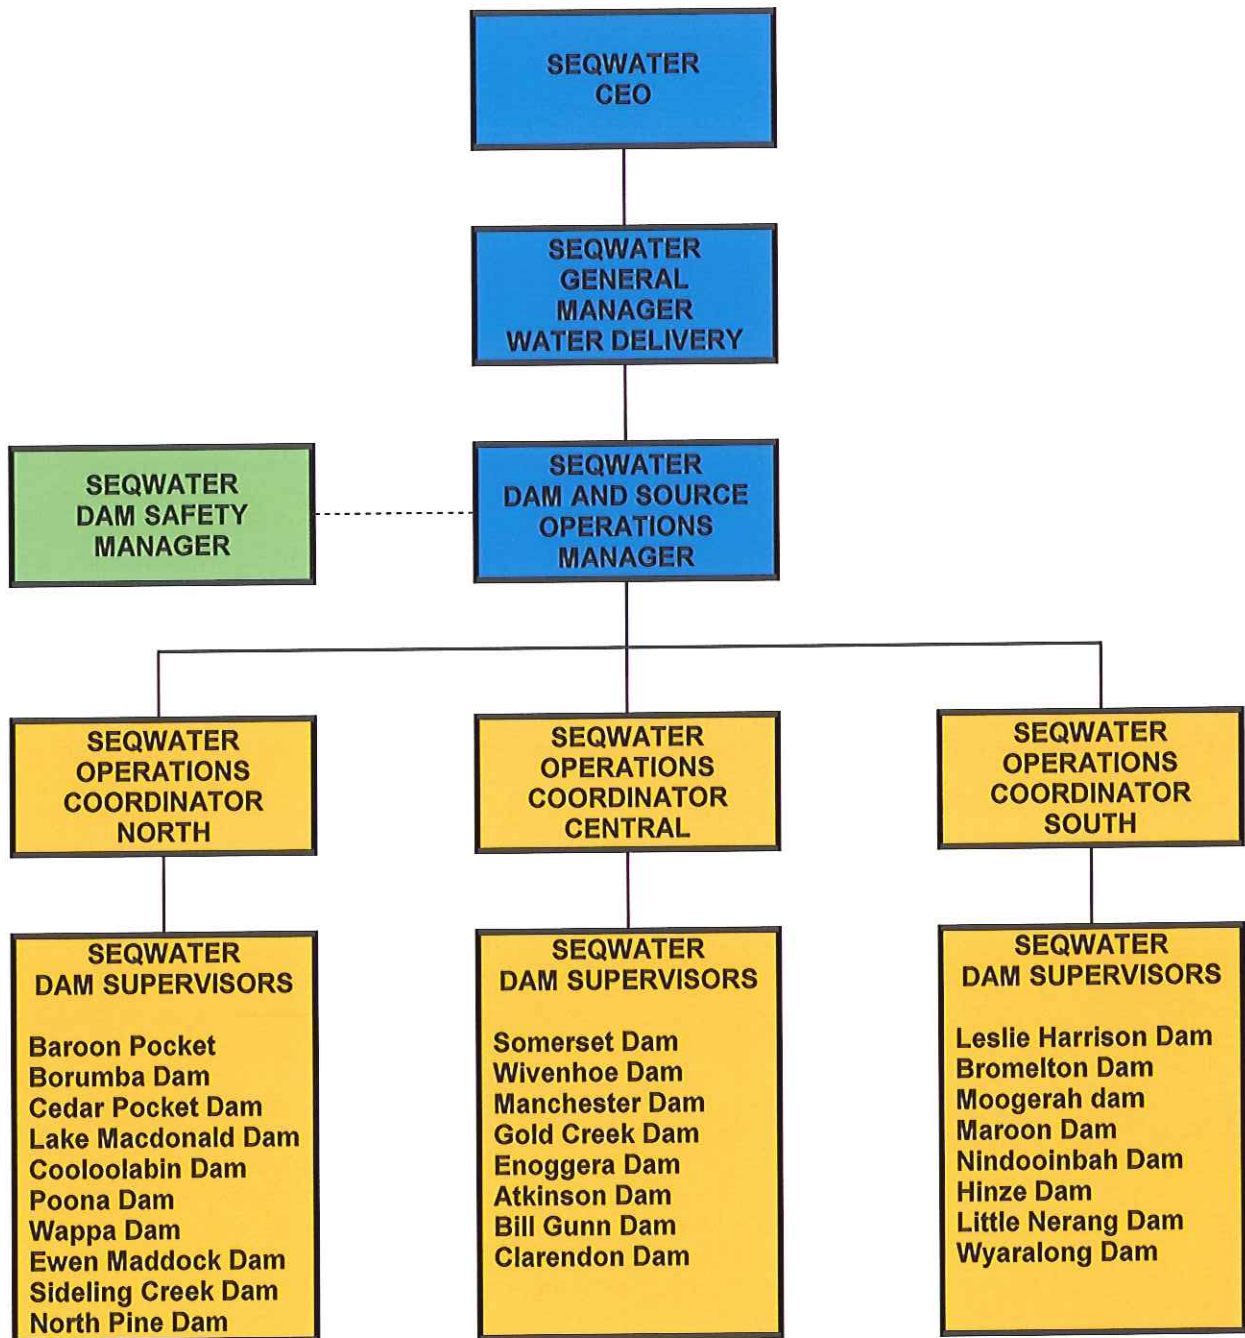 SEQWATER
CEO
SEQWATER
GENERAL
MANAGER
WATER DELIVERY
SEQWATER
DAM SAFETY
MANAGER
SEQWATER
DAM AND SOURCE
OPERATIONS
MANAGER
SEQWATER
OPERATIONS
COORDINATOR
NORTH
SEQWATER
OPERATIONS
COORDINATOR
CENTRAL
SEQWATER
OPERATIONS
COORDINATOR
SOUTH
SEQWATER
DAM SUPERVISORS
Baroon Pocket
Borumba Dam
Cedar Pocket Dam
Lake Macdonald Dam
Cooloolabin Dam
Poona Dam
Wappa Dam
Ewen Maddock Dam
Sideling Creek Dam
North Pine Dam
SEQWATER
DAM SUPERVISORS
Somerset Dam
Wivenhoe Dam
Manchester Dam
Gold Creek Dam
Enoggera Dam
Atkinson Dam
Bill Gunn Dam
Clarendon Dam
SEQWATER
DAM SUPERVISORS
Leslie Harrison Dam
Bromelton Dam
Moogerah dam
Maroon Dam
Nindooinbah Dam
Hinze Dam
Little Nerang Dam
Wyaralong Dam